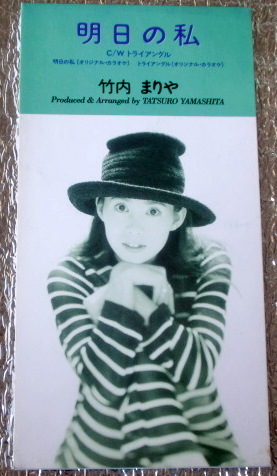 明日の私
C/W トライアングル
明日の私〔オリジナル・カラオケ〕 トライアングル〔オリジナル・カラオケ〕
竹内 まりや
Produced & Arranged by TATSURO YAMASHITA